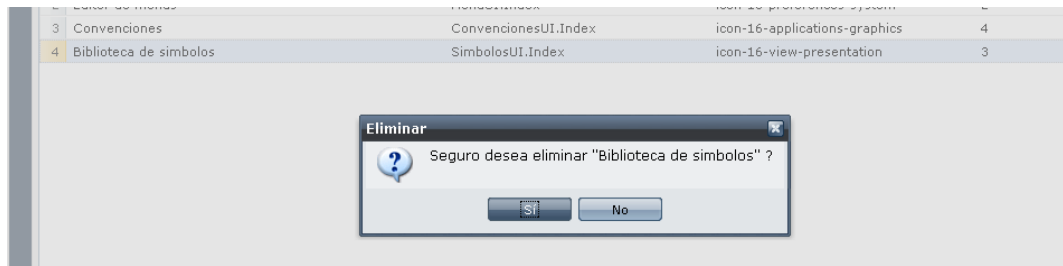 3 Convenciones ConvencionesUI.Index icon-16-applications-graphics 4
4 Biblioteca de simbolos SimbolosUI.Index icon-16-view-presentation 3
Eliminar
Seguro desea eliminar "Biblioteca de simbolos" ?
Sí No